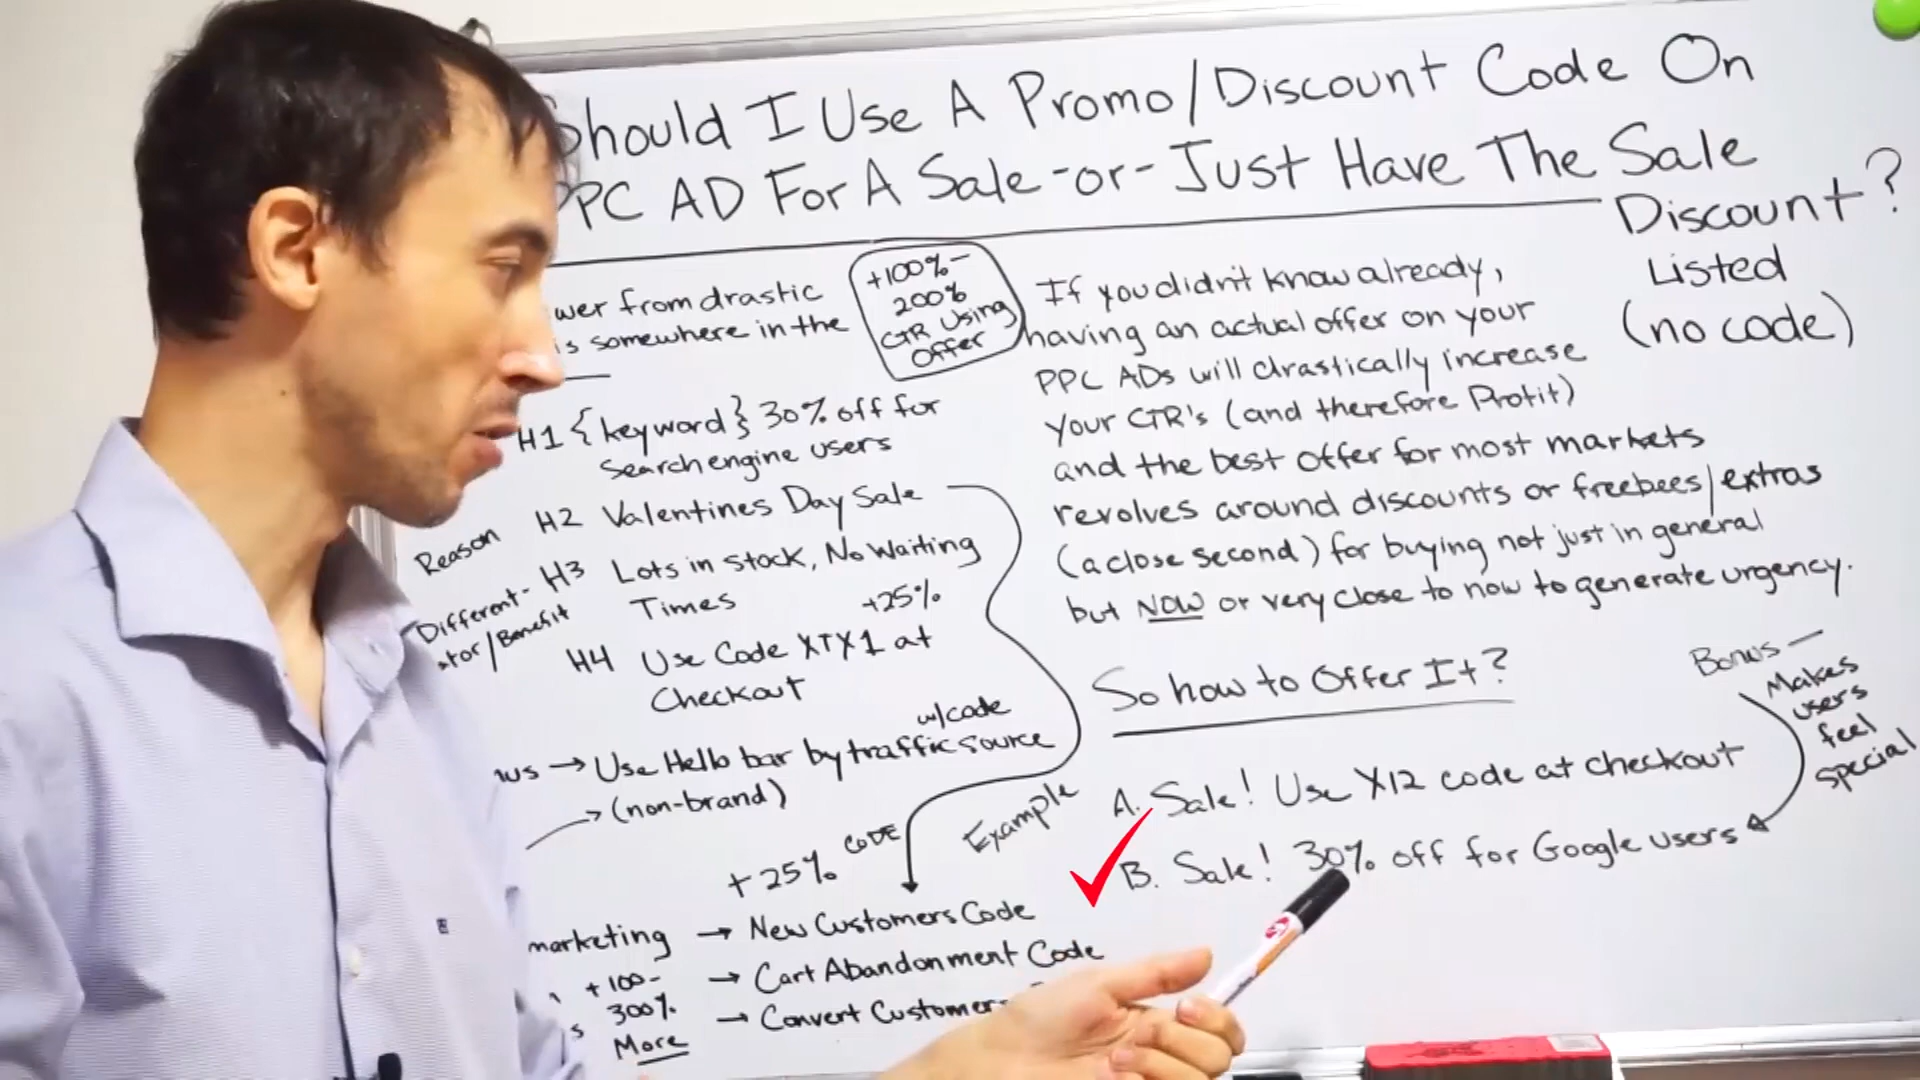 Should I Use A Promo/Discount Code On
PPC AD For A Sale -or- Just Have The Sale
Discount?
Listed
(no code)
wer from drastic
is somewhere in the
+100%-
200%
CTR Using
Offer
H1 {keyword} 30% off for
Search engine users
Reason H2 Valentines Day Sale
Different- H3 Lots in stock, No Waiting
tor/Benefit Times
+25%
H4 Use Code XTX1 at
Checkout
w/code
→ Use Hello bar by traffic source
→ (non-brand)
+25% CODE
marketing → New Customers Code
+100- → Cart Abandonment Code
300% → Convert Customer
More
If you didn't know already,
having an actual offer on your
PPC ADs will drastically increase
your CTR's (and therefore Profit)
and the best offer for most markets
revolves around discounts or freebees/extras
(a close second) for buying not just in general
but NOW or very close to now to generate urgency.
So how to Offer It?
Bonus-
Makes
users
feel
special
Example
A. Sale! Use X12 code at checkout
B. Sale! 30% off for Google users